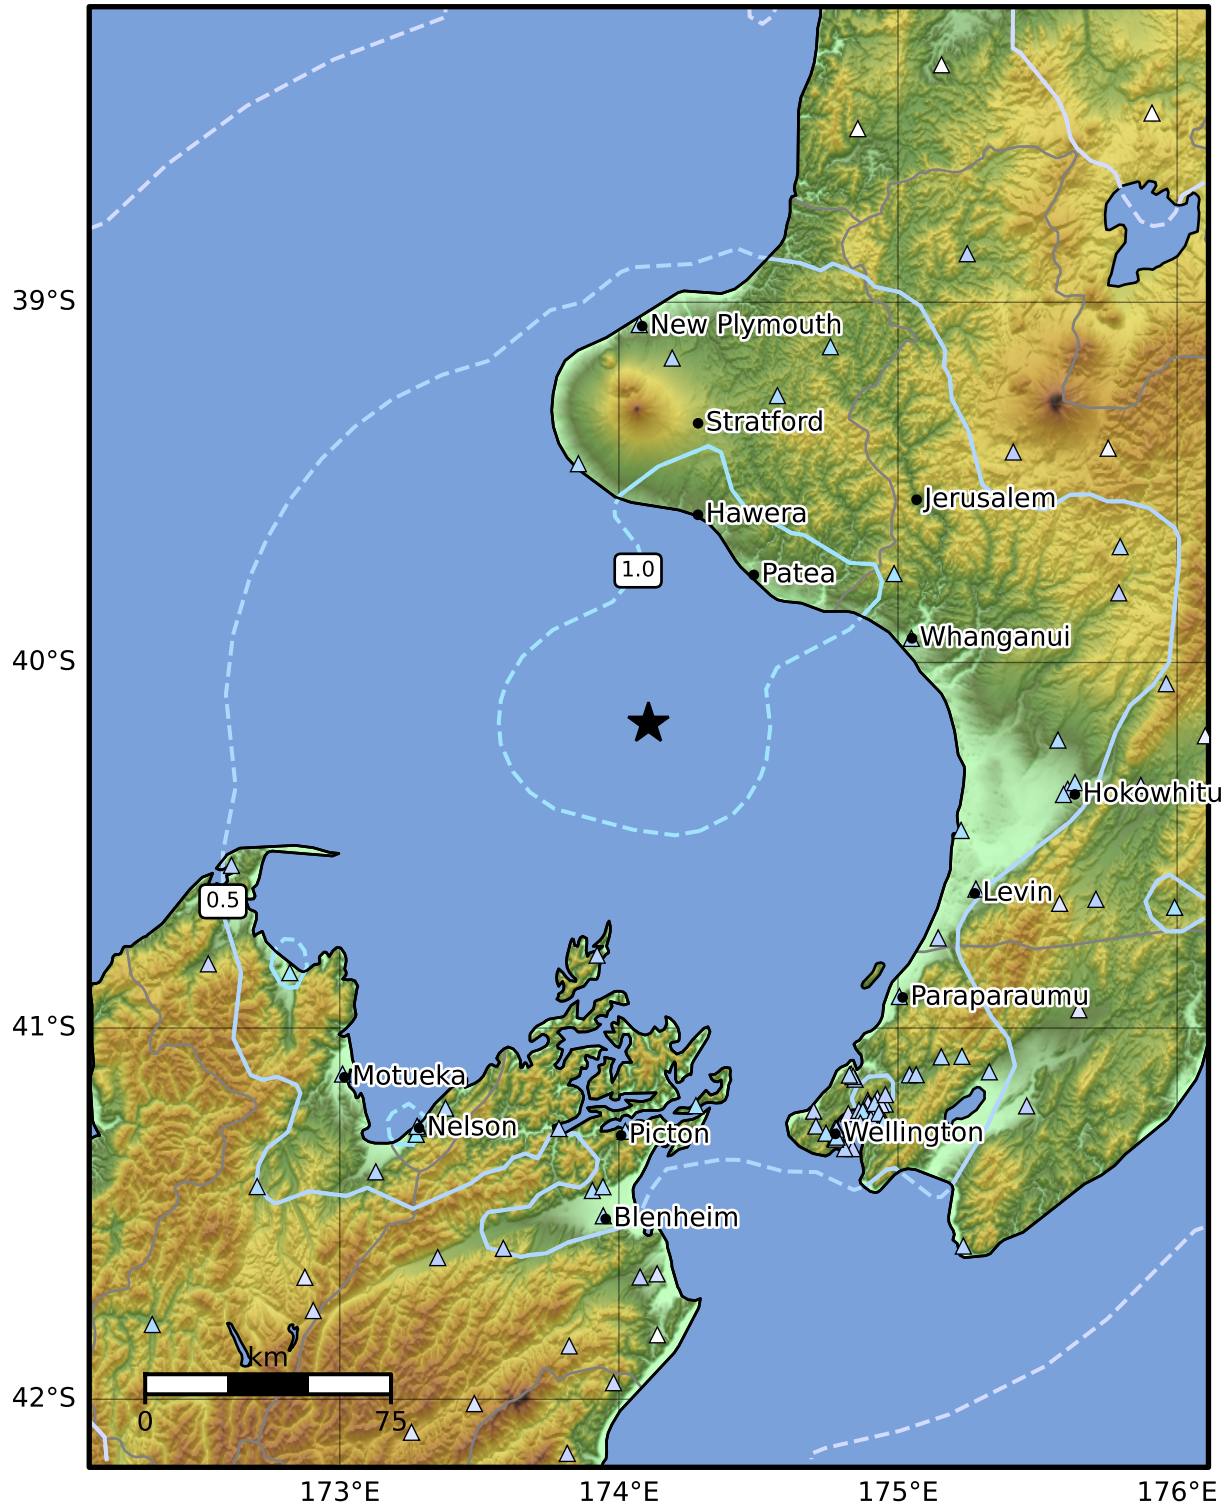 39°S
New Plymouth
Stratford
Jerusalem
Hawera
1.0
Patea
Whanganui
40°S
Hokowhitu
0.5
Levin
Paraparaumu
41°S
Motueka
Nelson
Picton
Wellington
Blenheim
km
0
75
42°S
173°E
174°E
175°E
176°E